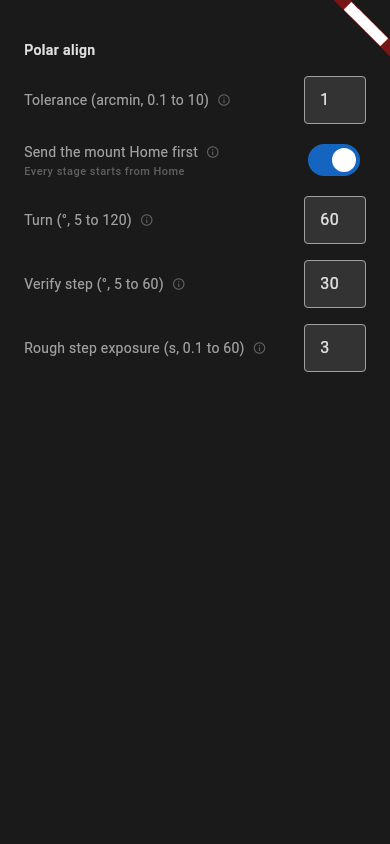 Polar align
Tolerance (arcmin, 0.1 to 10)
1
Send the mount Home first
Every stage starts from Home
Turn (°, 5 to 120)
60
Verify step (°, 5 to 60)
30
Rough step exposure (s, 0.1 to 60)
3